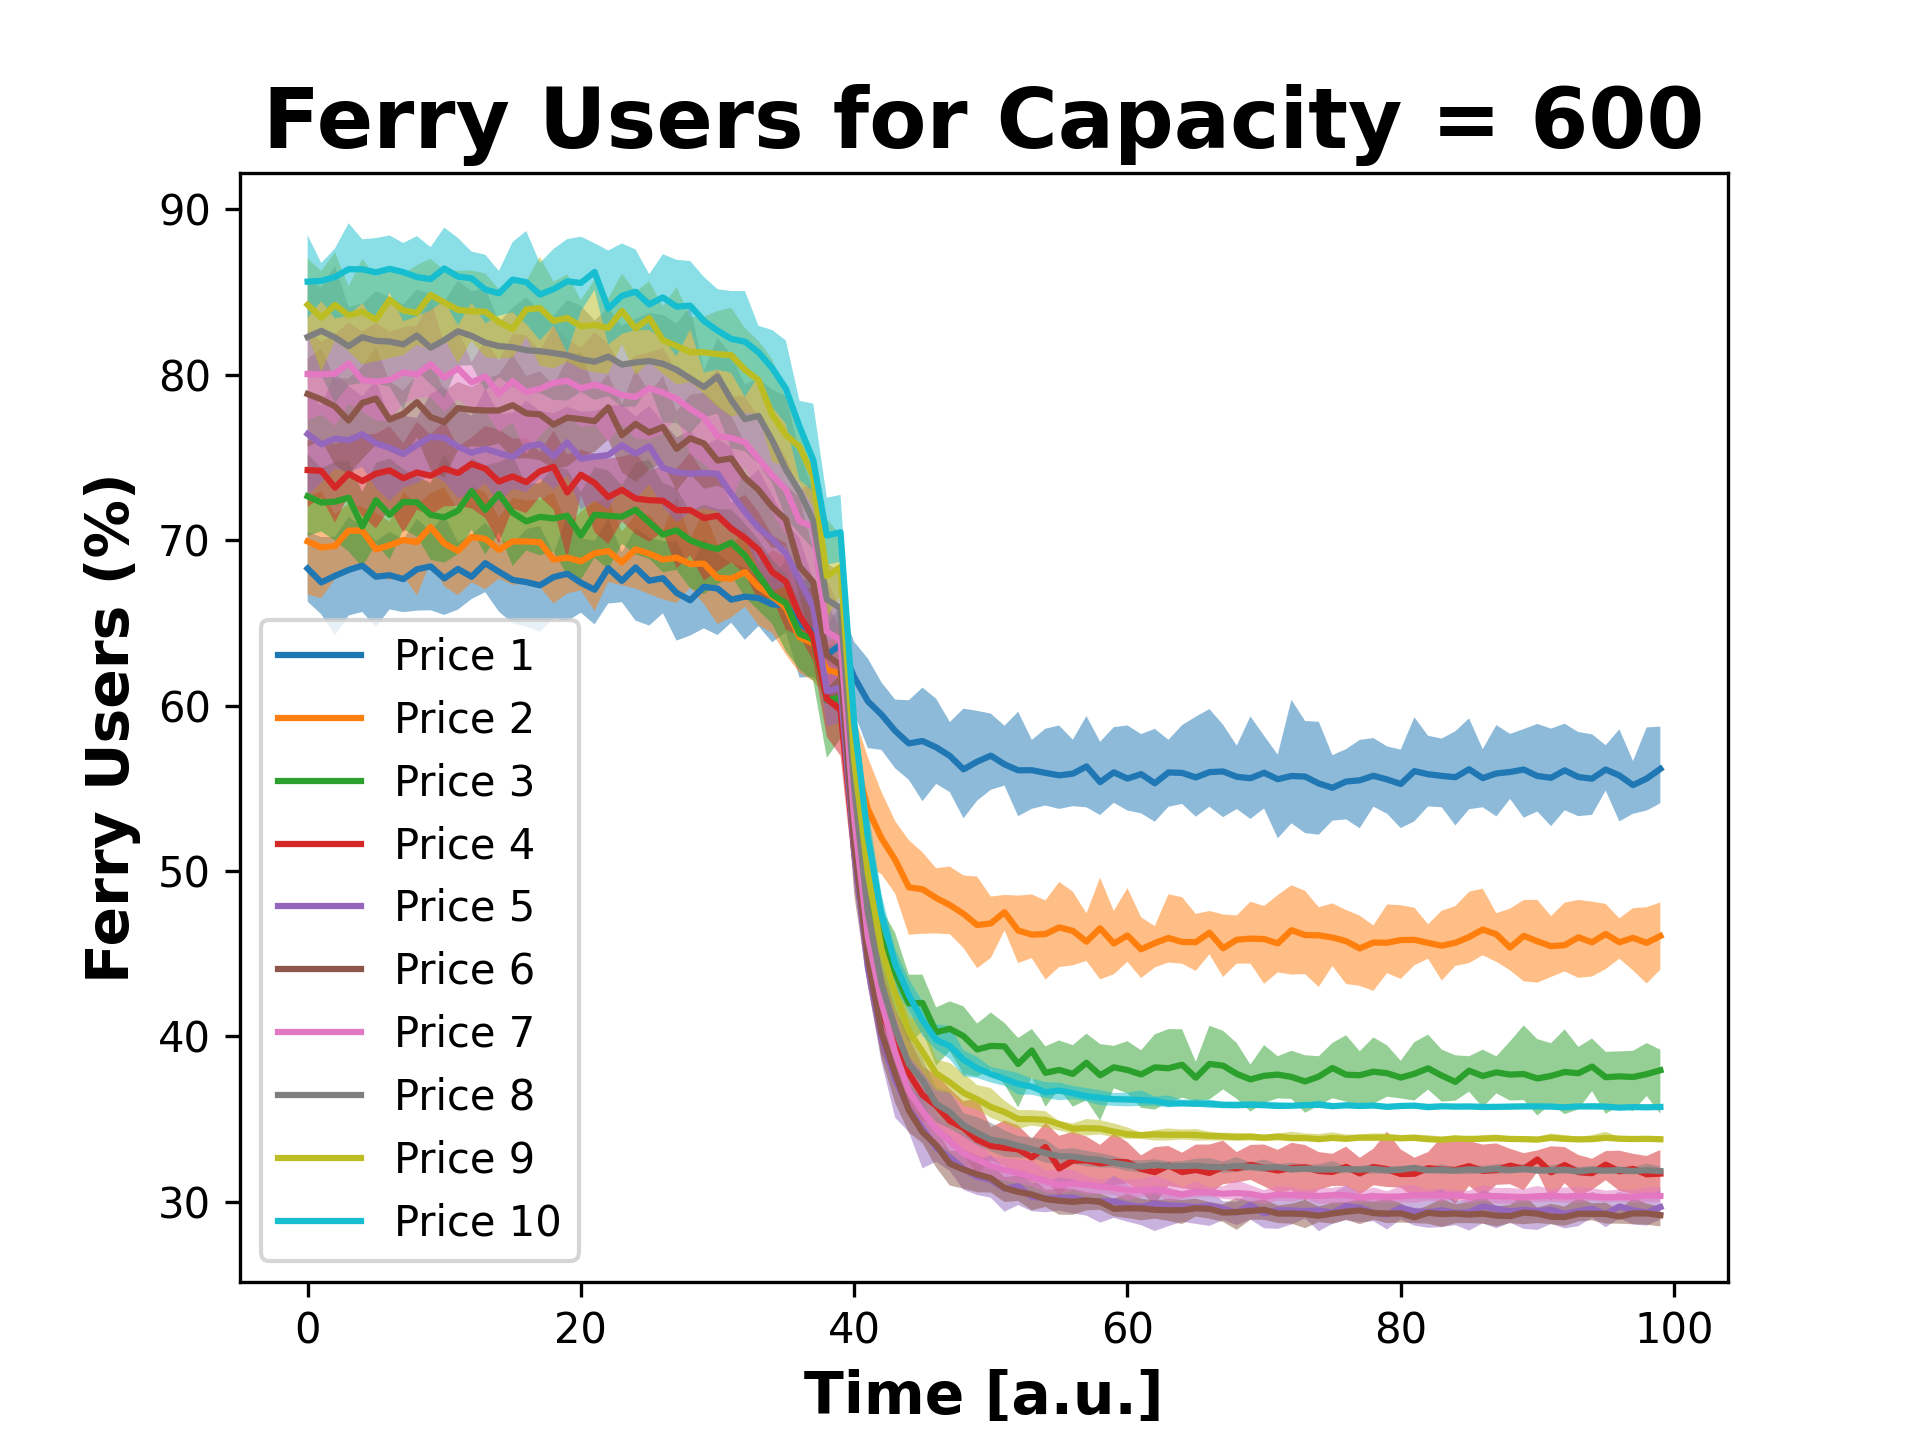 Ferry Users for Capacity = 600
Ferry Users (%)
90
80
70
60
50
40
30
Price 1
Price 2
Price 3
Price 4
Price 5
Price 6
Price 7
Price 8
Price 9
Price 10
0 20 40 60 80 100
Time [a.u.]